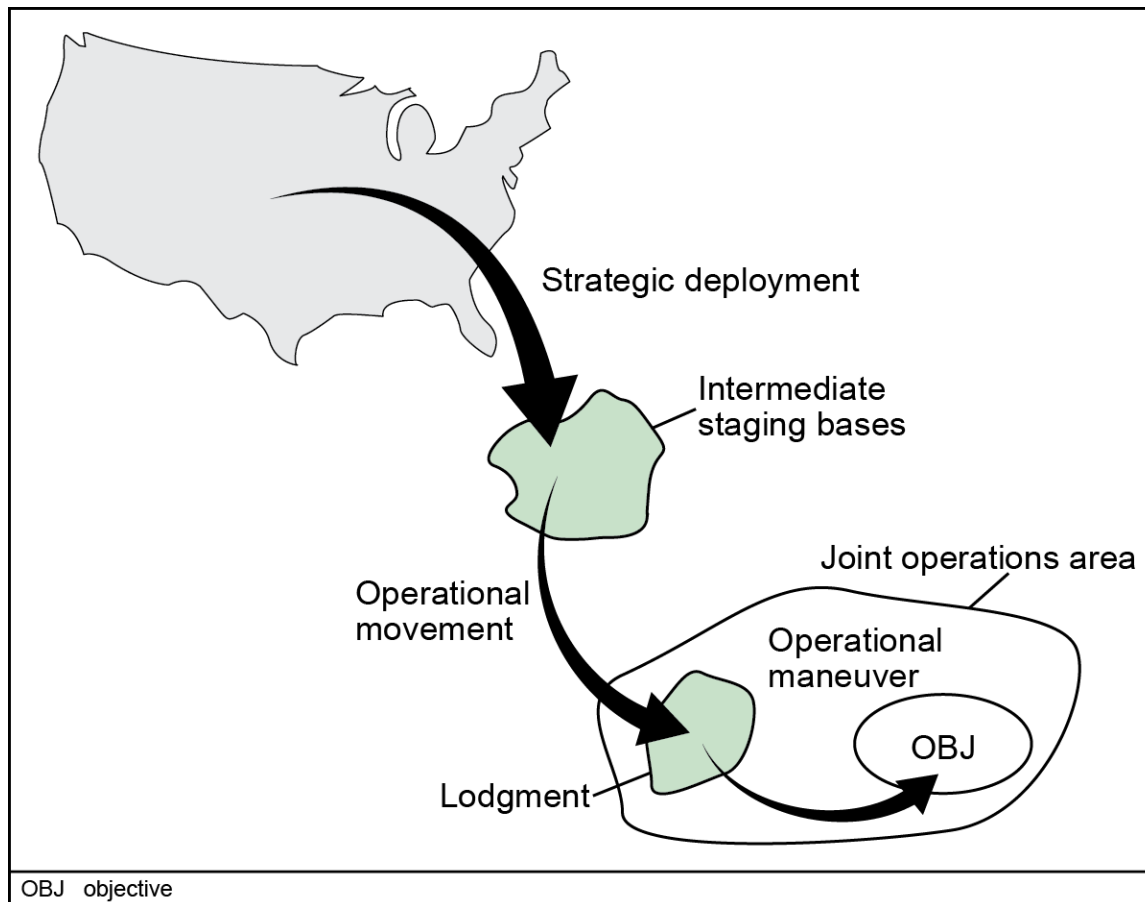 Strategic deployment
Intermediate
staging bases
Joint operations area
Operational
movement
Operational
maneuver
OBJ
Lodgment
OBJ objective